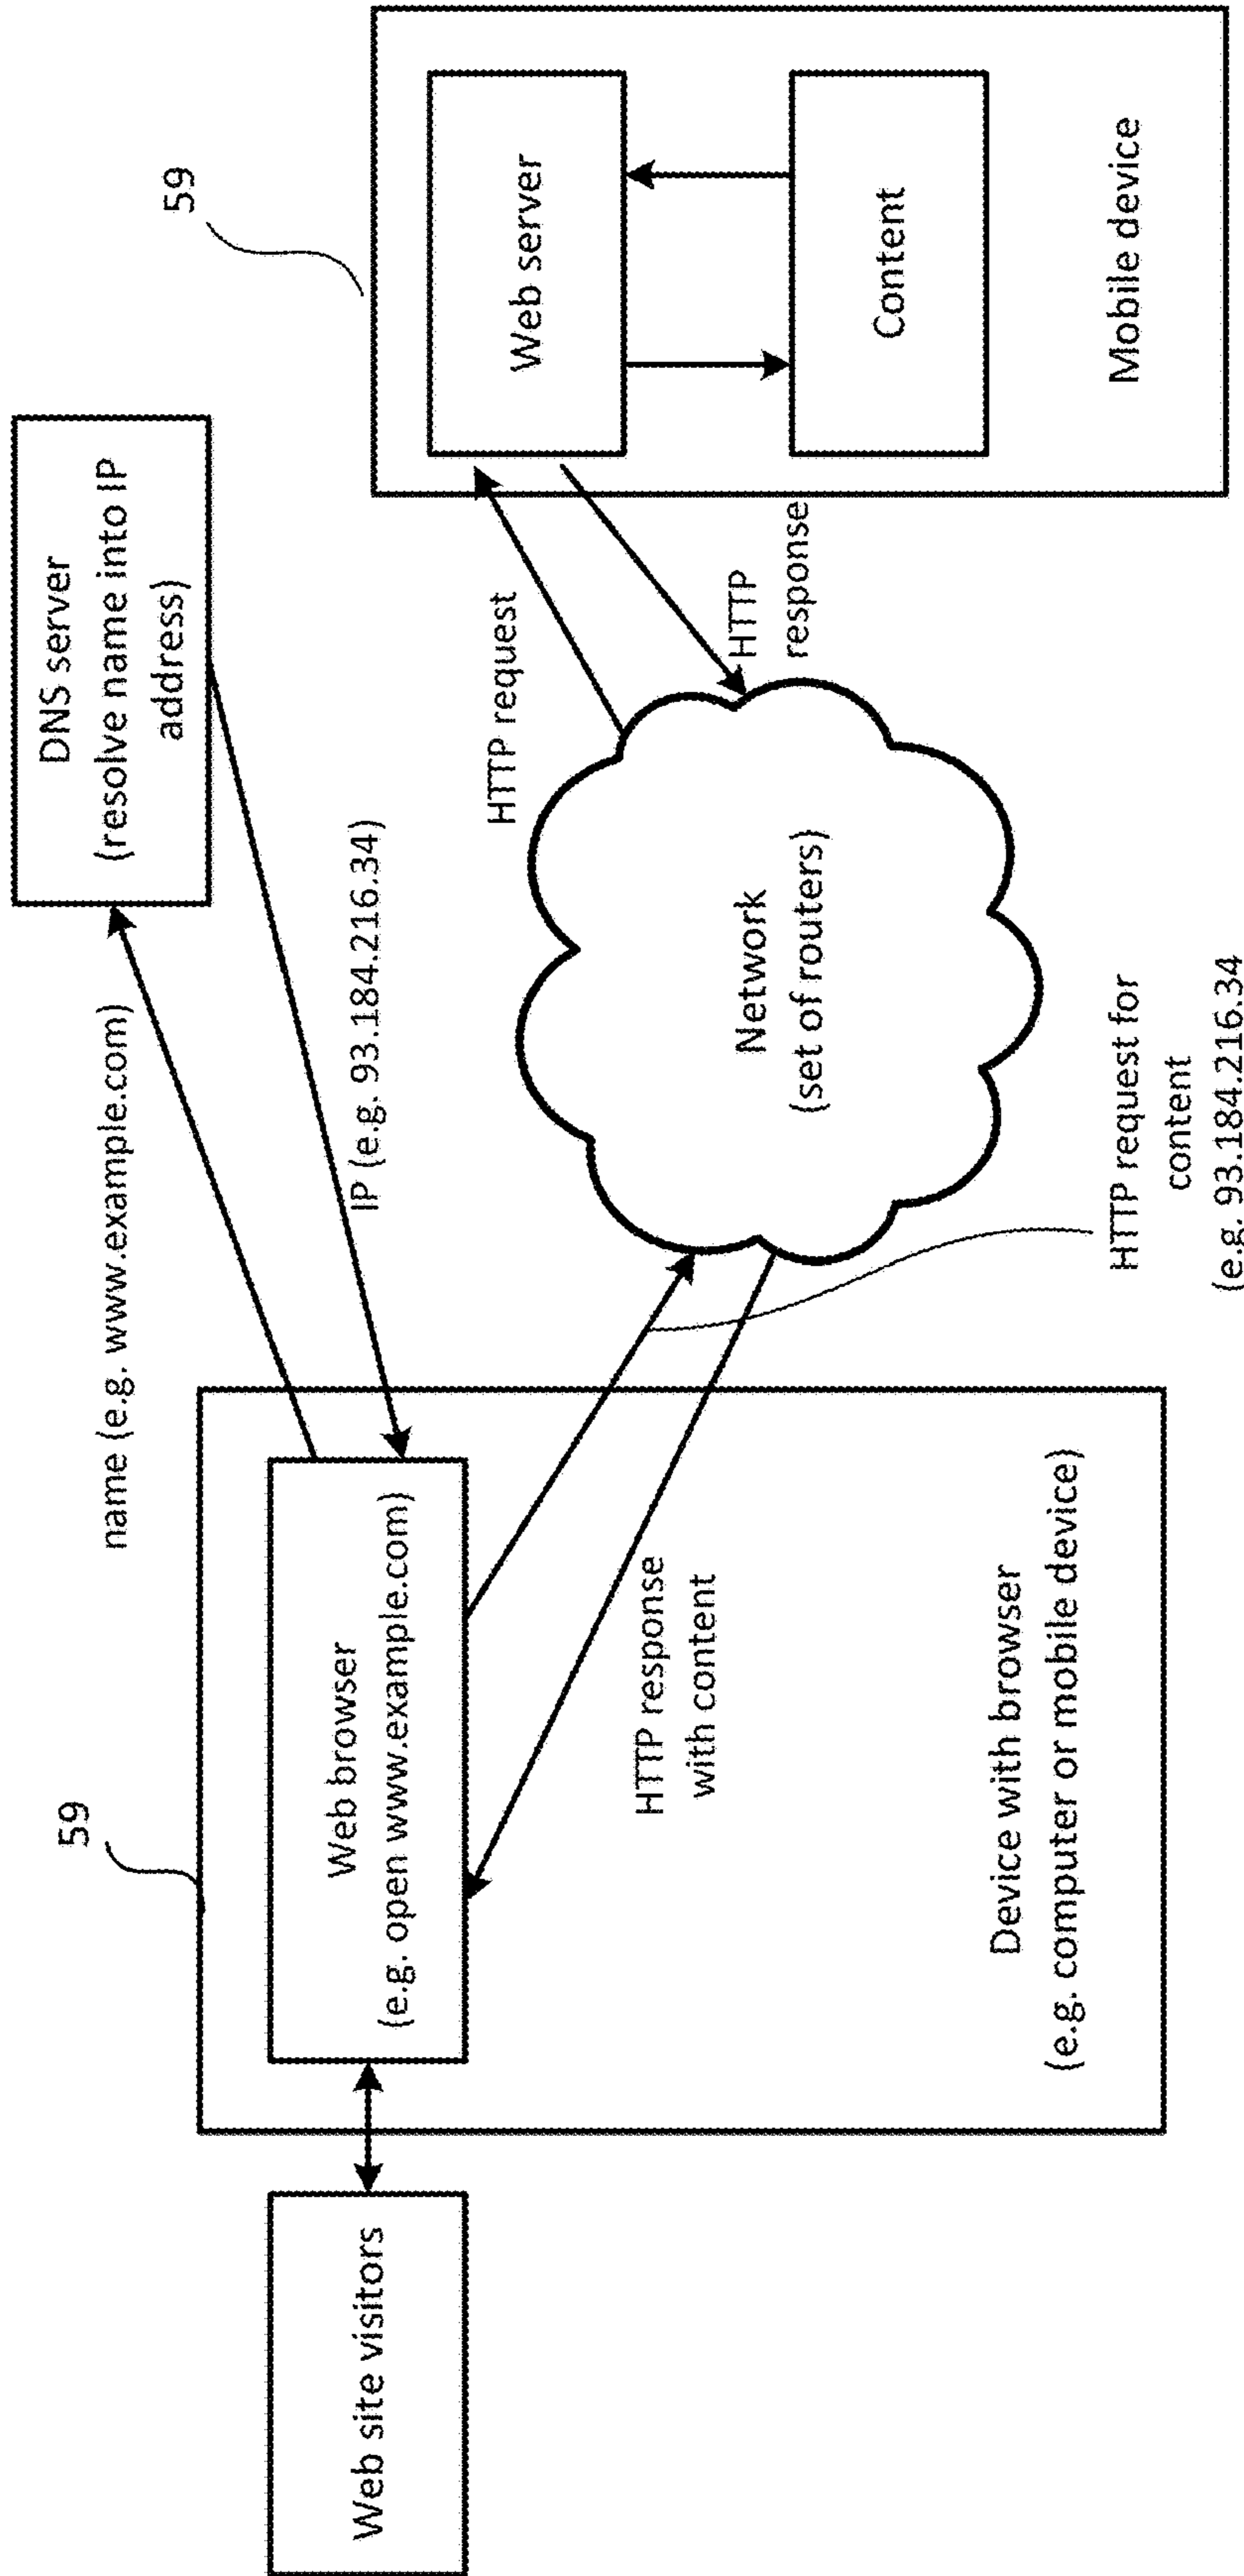 59
59
DNS server
(resolve name into IP
address)
name (e.g. www.example.com)
IP (e.g. 93.184.216.34)
Web site visitors
Web browser
(e.g. open www.example.com)
HTTP response
with content
Device with browser
(e.g. computer or mobile device)
Network
(set of routers)
HTTP request for
content
(e.g. 93.184.216.34
HTTP request
HTTP
response
Web server
Content
Mobile device